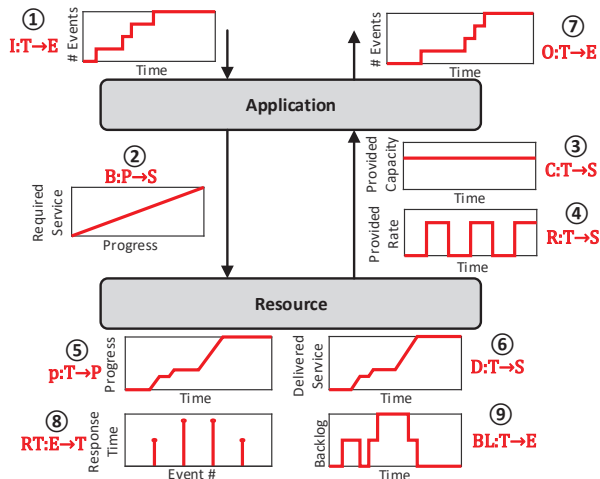 ①
I:T→E
# Events
Time
⑦
O:T→E
# Events
Time
Application
②
B:P→S
Required
Service
Progress
③
C:T→S
Provided
Capacity
Time
④
R:T→S
Provided
Rate
Time
Resource
⑤
p:T→P
Progress
Time
⑥
D:T→S
Delivered
Service
Time
⑧
RT:E→T
Response
Time
Event #
⑨
BL:T→E
Backlog
Time